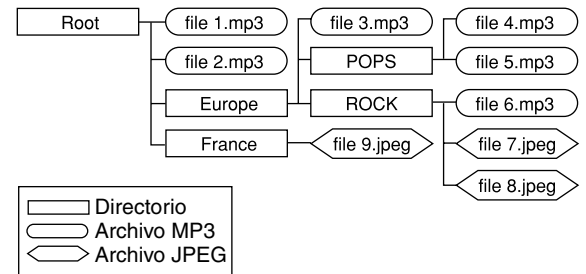 Root file 1.mp3 file 3.mp3 file 4.mp3
file 2.mp3 POPS file 5.mp3
Europe ROCK file 6.mp3
France file 9.jpeg file 7.jpeg
file 8.jpeg
Directorio
Archivo MP3
Archivo JPEG